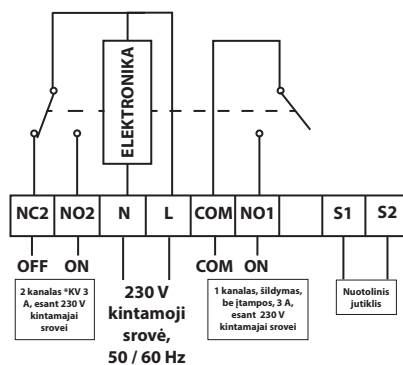 ELEKTRONIKA
NC2 NO2 N L COM NO1 S1 S2
OFF ON COM ON
2 kanalas *KV 3
A, esant 230 V
kintamajai
srovei
230 V
kintamoji
srovė,
50 / 60 Hz
1 kanalas, šildymas,
be įtampos, 3 A,
esant 230 V
kintamajai srovei
Nuotolinis
jutiklis